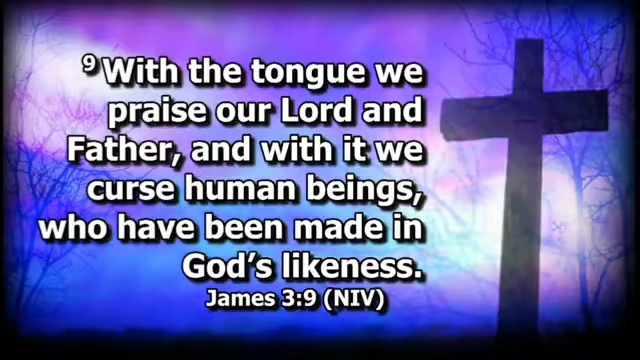 9 With the tongue we
praise our Lord and
Father, and with it we
curse human beings,
who have been made in
God’s likeness.
James 3:9 (NIV)